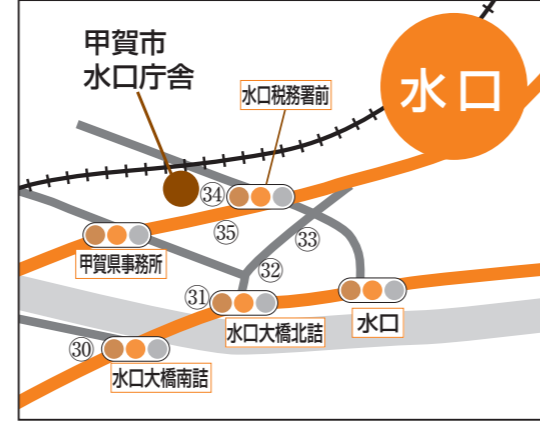 甲賀市
水口庁舎
水口税務署前
水口
㉞
㉟
㉝
甲賀県事務所
㉜
㉛
水口大橋北詰
水口
㉚
水口大橋南詰